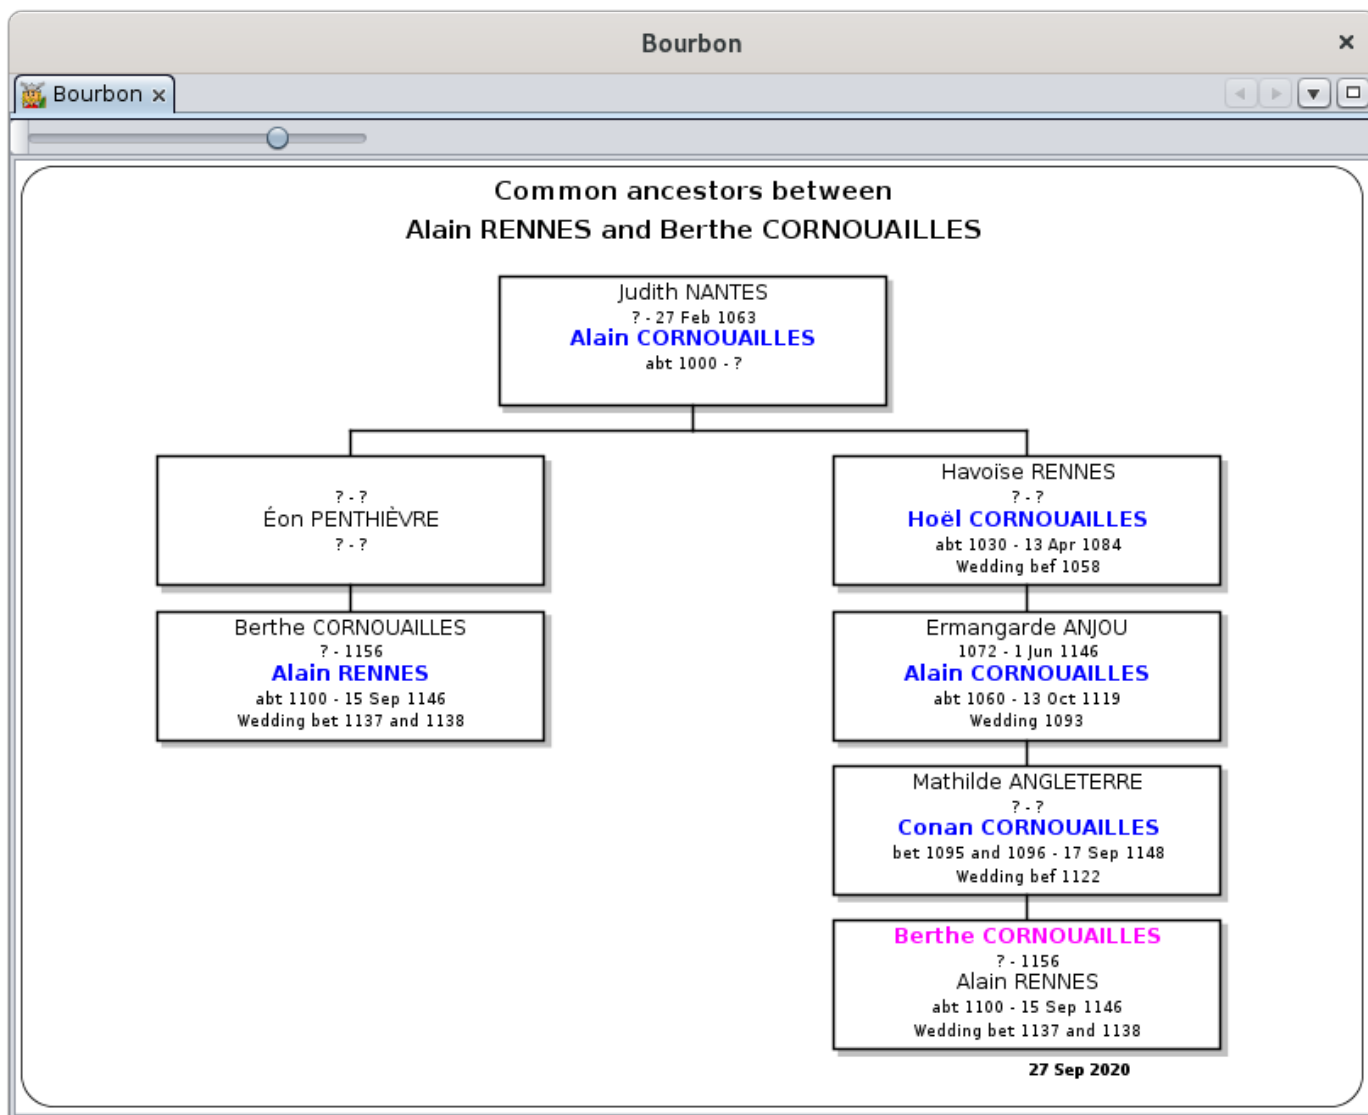 Bourbon
Bourbon
Common ancestors between
Alain RENNES and Berthe CORNOUAILLES
Judith NANTES
? - 27 Feb 1063
Alain CORNOUAILLES
abt 1000 - ?
? - ?
Éon PENTHIÈVRE
? - ?
Havoïse RENNES
? - ?
Hoël CORNOUAILLES
abt 1030 - 13 Apr 1084
Wedding bef 1058
Berthe CORNOUAILLES
? - 1156
Alain RENNES
abt 1100 - 15 Sep 1146
Wedding bet 1137 and 1138
Ermangarde ANJOU
1072 - 1 Jun 1146
Alain CORNOUAILLES
abt 1060 - 13 Oct 1119
Wedding 1093
Mathilde ANGLETERRE
? - ?
Conan CORNOUAILLES
bet 1095 and 1096 - 17 Sep 1148
Wedding bef 1122
Berthe CORNOUAILLES
? - 1156
Alain RENNES
abt 1100 - 15 Sep 1146
Wedding bet 1137 and 1138
27 Sep 2020